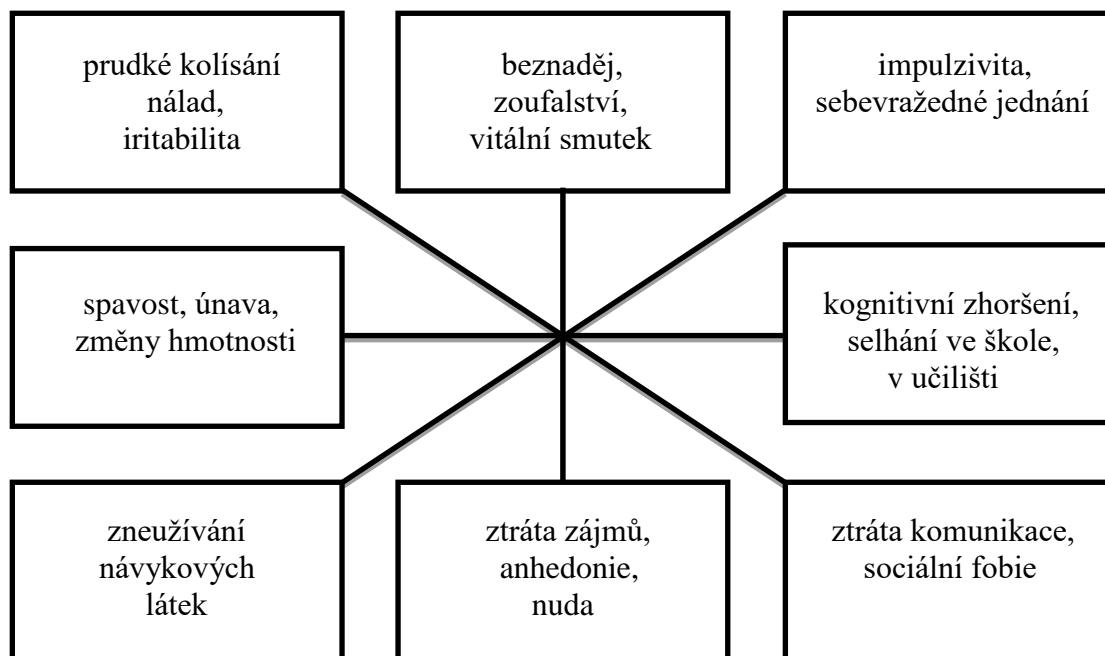 prudké kolísání
nálad,
iritabilita
beznaděj,
zoufalství,
vitální smutek
impulzivita,
sebevražedné jednání
spavost, únava,
změny hmotnosti
kognitivní zhoršení,
selhání ve škole,
v učilišti
zneužívání
návykových
látek
ztráta zájmů,
anhedonie,
nuda
ztráta komunikace,
sociální fobie